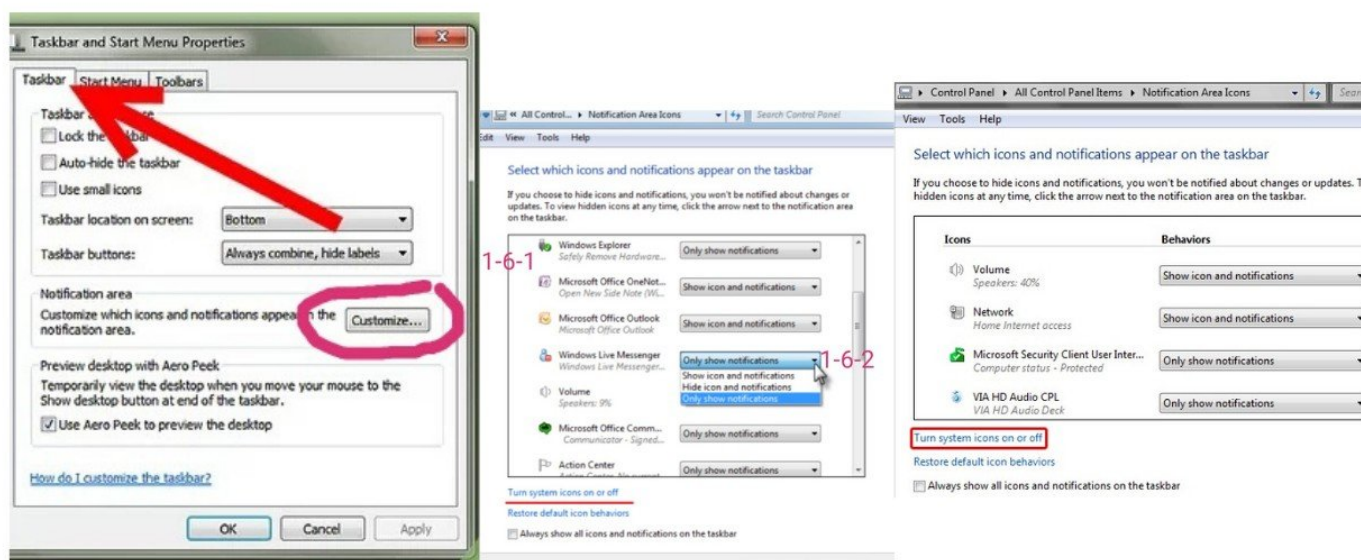 Taskbar and Start Menu Properties
Taskbar Start Menu Toolbars
Taskbar
Lock the
Auto-hide the taskbar
Use small icons
Taskbar location on screen: Bottom
Taskbar buttons: Always combine, hide labels
Notification area
Customize which icons and notifications appear in the
notification area.
Customize...
Preview desktop with Aero Peek
Temporarily view the desktop when you move your mouse to the
Show desktop button at end of the taskbar.
Use Aero Peek to preview the desktop
How do I customize the taskbar?
OK Cancel Apply
« All Control... Notification Area Icons Search Control Panel
Edit View Tools Help
Select which icons and notifications appear on the taskbar
If you choose to hide icons and notifications, you won't be notified about changes or
updates. To view hidden icons at any time, click the arrow next to the notification area
on the taskbar.
1-6-1
Windows Explorer Only show notifications
Safely Remove Hardware...
Microsoft Office OneNot... Show icon and notifications
Open New Side Note (Wi...
Microsoft Office Outlook Show icon and notifications
Microsoft Office Outlook
Windows Live Messenger Only show notifications 1-6-2
Windows Live Messenger...
Show icon and notifications
Hide icon and notifications
Only show notifications
Volume
Speakers: 9%
Microsoft Office Comm... Only show notifications
Communicator - Signed...
Action Center Only show notifications
Turn system icons on or off
Restore default icon behaviors
Always show all icons and notifications on the taskbar
Control Panel All Control Panel Items Notification Area Icons
View Tools Help
Select which icons and notifications appear on the taskbar
If you choose to hide icons and notifications, you won't be notified about changes or updates. T
hidden icons at any time, click the arrow next to the notification area on the taskbar.
Icons Behaviors
Volume Show icon and notifications
Speakers: 40%
Network Show icon and notifications
Home Internet access
Microsoft Security Client User Inter... Only show notifications
Computer status - Protected
VIA HD Audio CPL Only show notifications
VIA HD Audio Deck
Turn system icons on or off
Restore default icon behaviors
Always show all icons and notifications on the taskbar